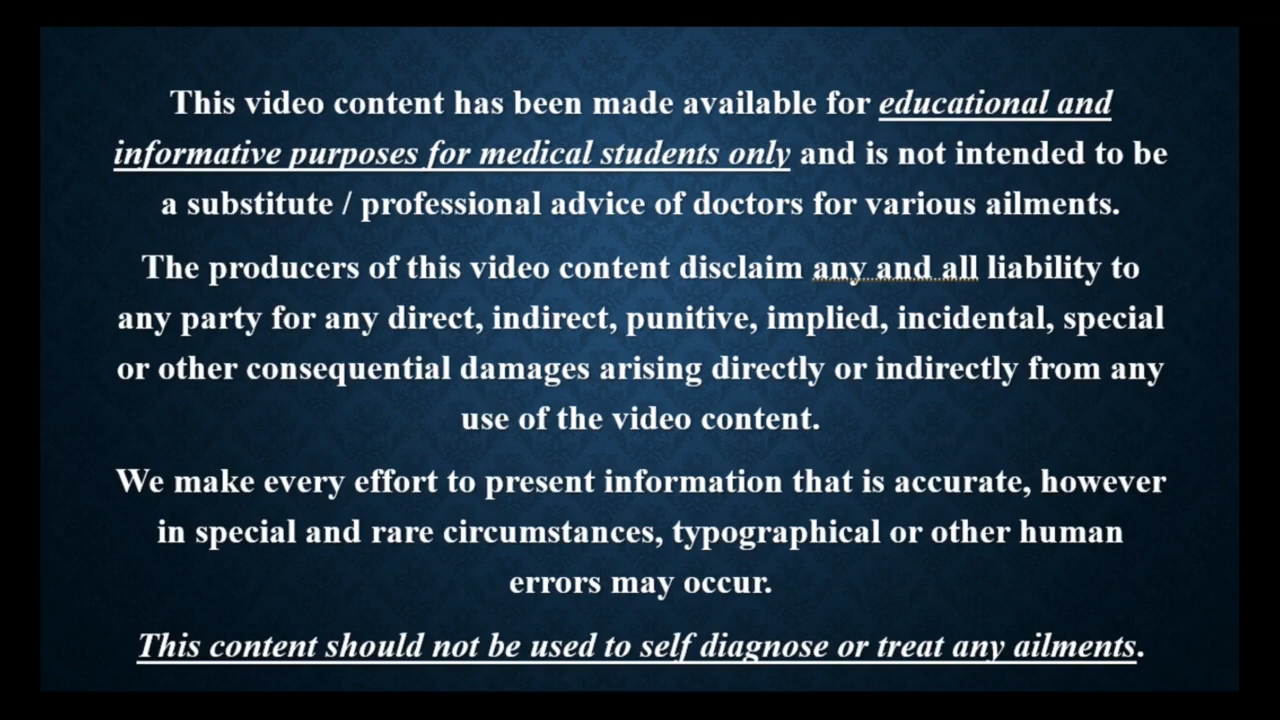 This video content has been made available for educational and
informative purposes for medical students only and is not intended to be
a substitute / professional advice of doctors for various ailments.
The producers of this video content disclaim any and all liability to
any party for any direct, indirect, punitive, implied, incidental, special
or other consequential damages arising directly or indirectly from any
use of the video content.
We make every effort to present information that is accurate, however
in special and rare circumstances, typographical or other human
errors may occur.
This content should not be used to self diagnose or treat any ailments.